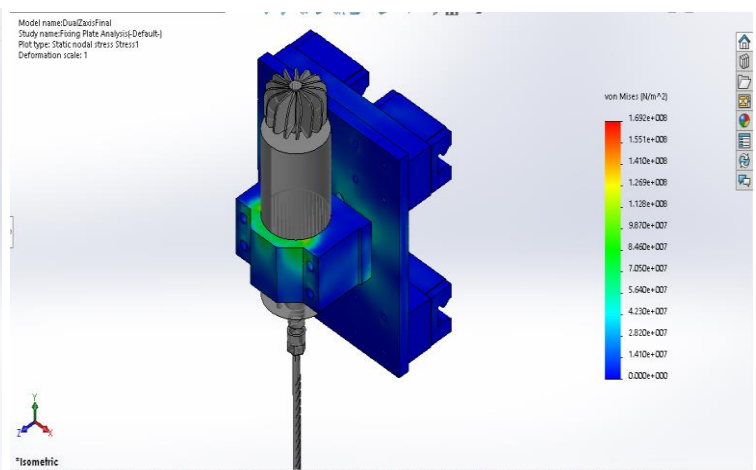 Model name:DualZaxisFinal
Study name:Fixing Plate Analysis(-Default-)
Plot type: Static nodal stress Stress1
Deformation scale: 1
von Mises (N/m^2)
1.692e+008
1.551e+008
1.410e+008
1.269e+008
1.128e+008
9.870e+007
8.460e+007
7.050e+007
5.640e+007
4.230e+007
2.820e+007
1.410e+007
0.000e+000
Y
Z
X
*Isometric